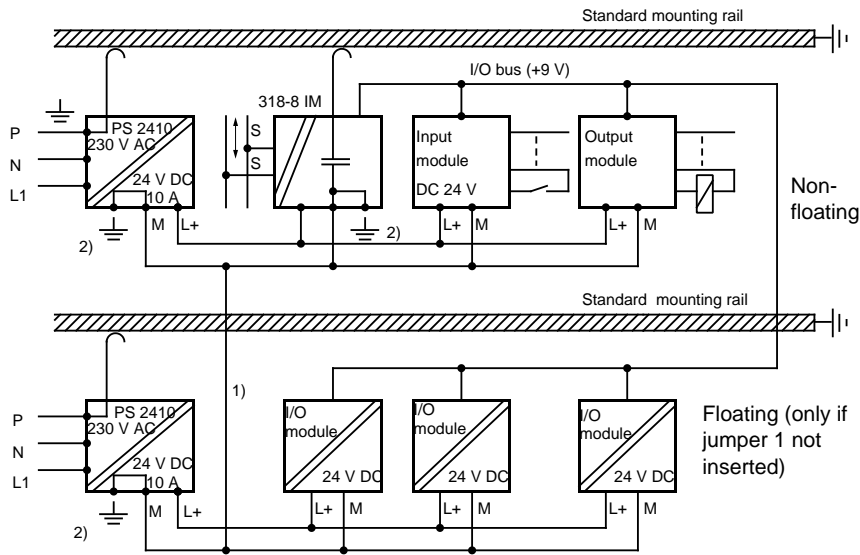 Standard mounting rail
I/O bus (+9 V)
318-8 IM
P
N
L1
PS 2410
230 V AC
24 V DC
10 A
M
L+
2)
S
S
2)
Input
module
DC 24 V
L+
M
Output
module
L+
M
Non-
floating
Standard mounting rail
1)
P
N
L1
PS 2410
230 V AC
24 V DC
10 A
M
L+
2)
I/O
module
24 V DC
L+
M
I/O
module
24 V DC
L+
M
I/O
module
24 V DC
L+
M
Floating (only if
jumper 1 not
inserted)